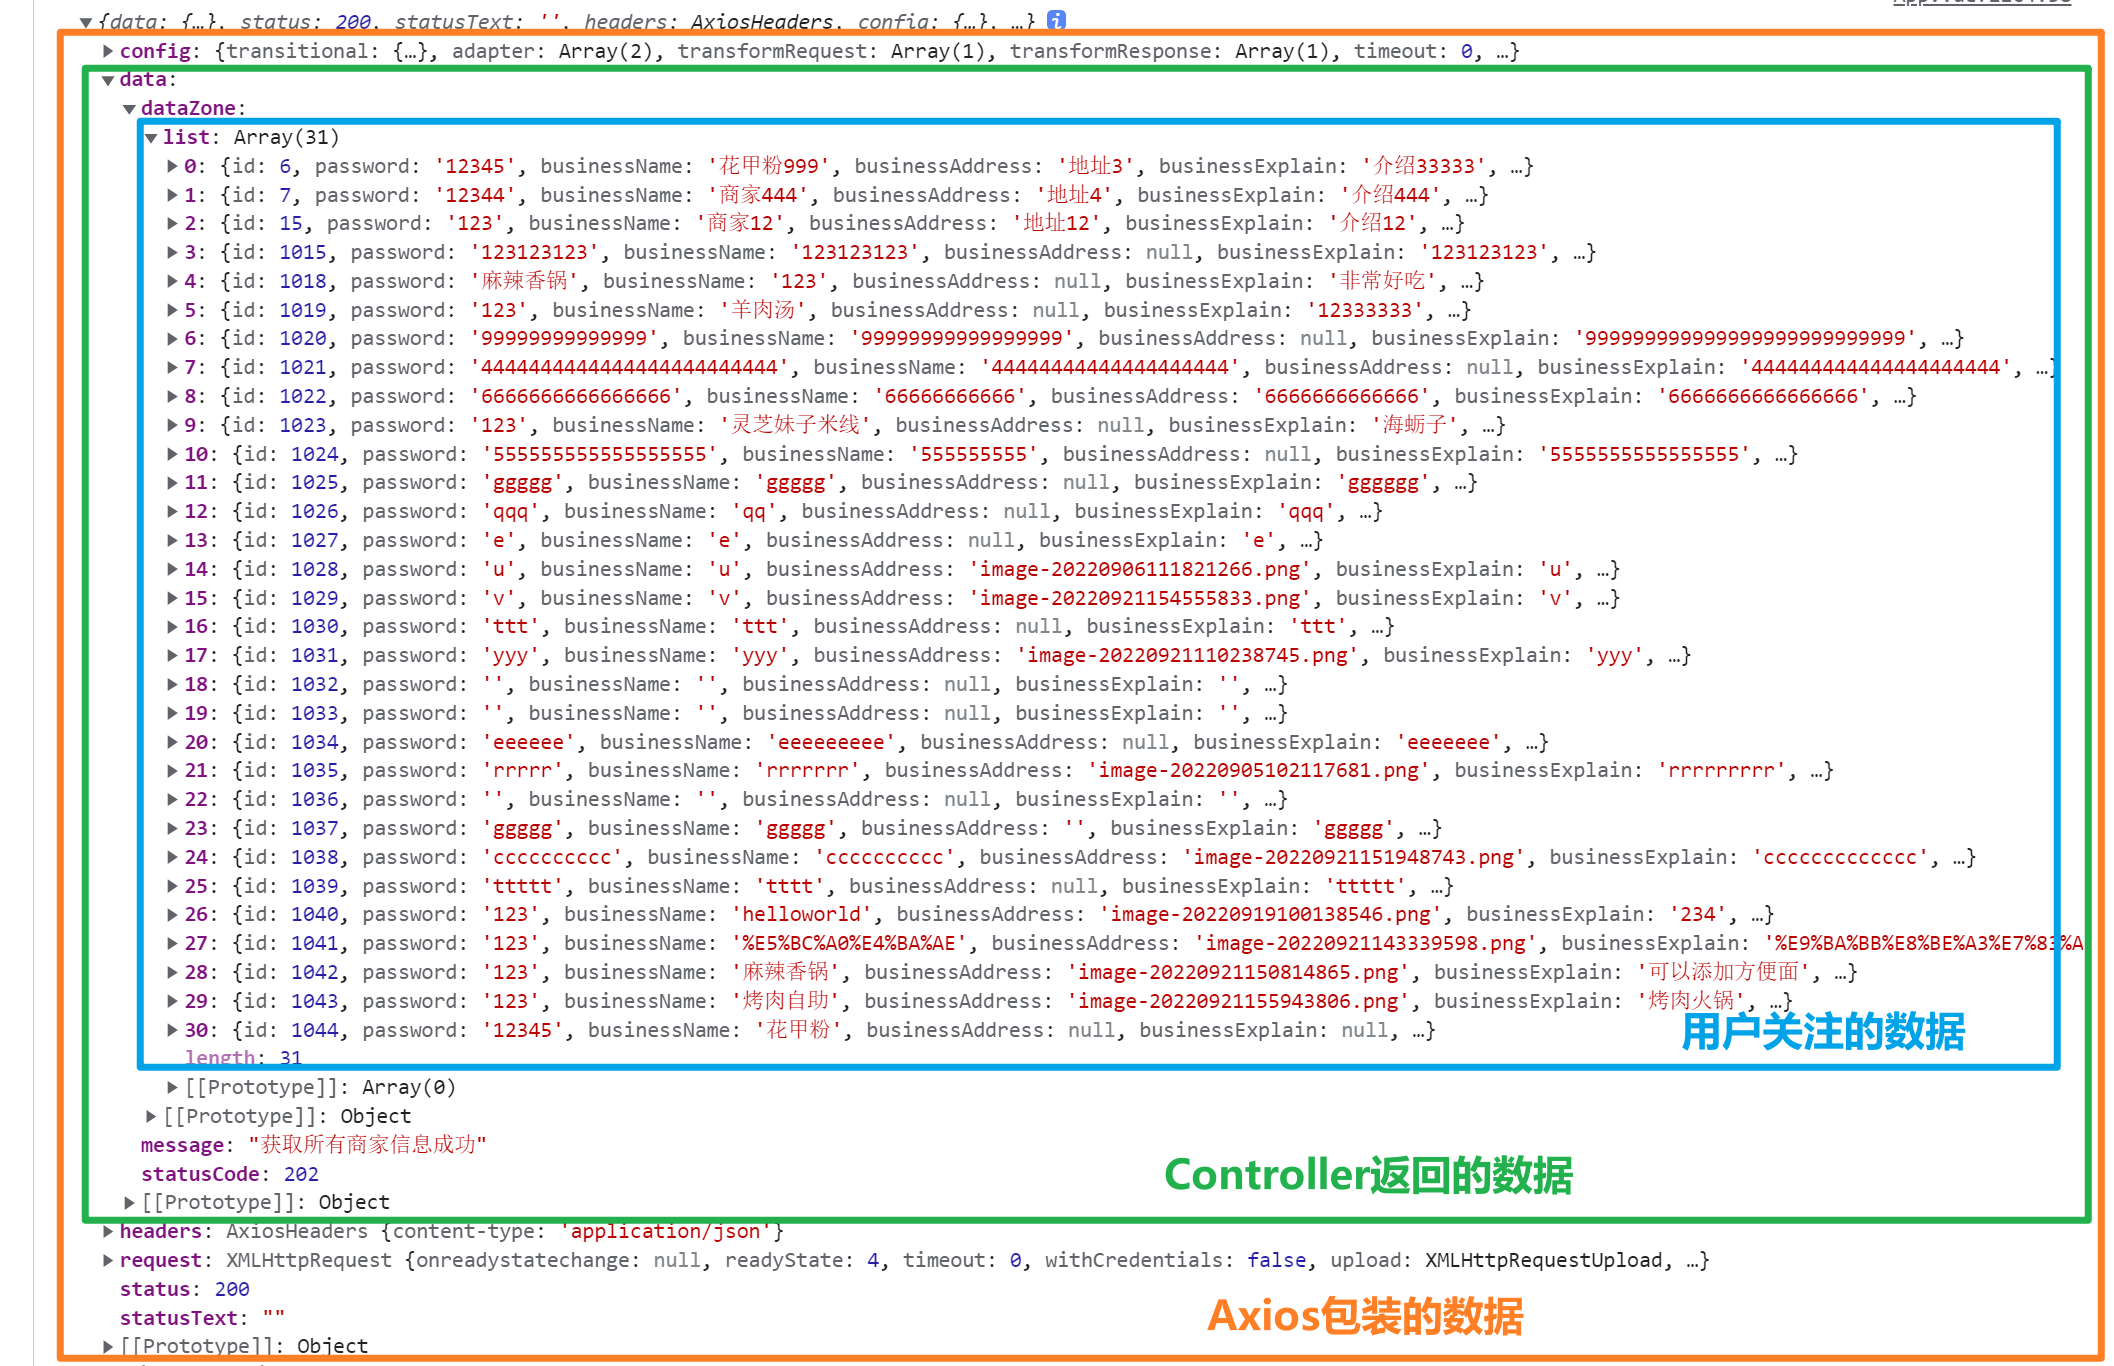 {data: {…}, status: 200, statusText: '', headers: AxiosHeaders, config: {…}, …}
config: {transitional: {…}, adapter: Array(2), transformRequest: Array(1), transformResponse: Array(1), timeout: 0, …}
data:
dataZone:
list: Array(31)
0: {id: 6, password: '12345', businessName: '花甲粉999', businessAddress: '地址3', businessExplain: '介绍33333', …}
1: {id: 7, password: '12344', businessName: '商家444', businessAddress: '地址4', businessExplain: '介绍444', …}
2: {id: 15, password: '123', businessName: '商家12', businessAddress: '地址12', businessExplain: '介绍12', …}
3: {id: 1015, password: '123123123', businessName: '123123123', businessAddress: null, businessExplain: '123123123', …}
4: {id: 1018, password: '麻辣香锅', businessName: '123', businessAddress: null, businessExplain: '非常好吃', …}
5: {id: 1019, password: '123', businessName: '羊肉汤', businessAddress: null, businessExplain: '12333333', …}
6: {id: 1020, password: '99999999999999', businessName: '99999999999999999', businessAddress: null, businessExplain: '999999999999999999999999999', …}
7: {id: 1021, password: '4444444444444444444444444', businessName: '44444444444444444444', businessAddress: null, businessExplain: '444444444444444444444', …}
8: {id: 1022, password: '6666666666666666', businessName: '66666666666', businessAddress: '6666666666666', businessExplain: '6666666666666666', …}
9: {id: 1023, password: '123', businessName: '灵芝妹子米线', businessAddress: null, businessExplain: '海蛎子', …}
10: {id: 1024, password: '555555555555555555', businessName: '555555555', businessAddress: null, businessExplain: '5555555555555555', …}
11: {id: 1025, password: 'ggggg', businessName: 'ggggg', businessAddress: null, businessExplain: 'gggggg', …}
12: {id: 1026, password: 'qqq', businessName: 'qq', businessAddress: null, businessExplain: 'qqq', …}
13: {id: 1027, password: 'e', businessName: 'e', businessAddress: null, businessExplain: 'e', …}
14: {id: 1028, password: 'u', businessName: 'u', businessAddress: 'image-20220906111821266.png', businessExplain: 'u', …}
15: {id: 1029, password: 'v', businessName: 'v', businessAddress: 'image-20220921154555833.png', businessExplain: 'v', …}
16: {id: 1030, password: 'ttt', businessName: 'ttt', businessAddress: null, businessExplain: 'ttt', …}
17: {id: 1031, password: 'yyy', businessName: 'yyy', businessAddress: 'image-20220921110238745.png', businessExplain: 'yyy', …}
18: {id: 1032, password: '', businessName: '', businessAddress: null, businessExplain: '', …}
19: {id: 1033, password: '', businessName: '', businessAddress: null, businessExplain: '', …}
20: {id: 1034, password: 'eeeeee', businessName: 'eeeeeeeee', businessAddress: null, businessExplain: 'eeeeeee', …}
21: {id: 1035, password: 'rrrrr', businessName: 'rrrrrrr', businessAddress: 'image-20220905102117681.png', businessExplain: 'rrrrrrrrr', …}
22: {id: 1036, password: '', businessName: '', businessAddress: null, businessExplain: '', …}
23: {id: 1037, password: 'ggggg', businessName: 'ggggg', businessAddress: '', businessExplain: 'ggggg', …}
24: {id: 1038, password: 'cccccccccc', businessName: 'cccccccccc', businessAddress: 'image-20220921151948743.png', businessExplain: 'ccccccccccccc', …}
25: {id: 1039, password: 'ttttt', businessName: 'tttt', businessAddress: null, businessExplain: 'ttttt', …}
26: {id: 1040, password: '123', businessName: 'helloworld', businessAddress: 'image-20220919100138546.png', businessExplain: '234', …}
27: {id: 1041, password: '123', businessName: '%E5%BC%A0%E4%BA%AE', businessAddress: 'image-20220921143339598.png', businessExplain: '%E9%BA%BB%E8%BE%A3%E7%83%A
28: {id: 1042, password: '123', businessName: '麻辣香锅', businessAddress: 'image-20220921150814865.png', businessExplain: '可以添加方便面', …}
29: {id: 1043, password: '123', businessName: '烤肉自助', businessAddress: 'image-20220921155943806.png', businessExplain: '烤肉火锅', …}
30: {id: 1044, password: '12345', businessName: '花甲粉', businessAddress: null, businessExplain: null, …}
用户关注的数据
length: 31
[[Prototype]]: Array(0)
[[Prototype]]: Object
message: "获取所有商家信息成功"
statusCode: 202
Controller返回的数据
[[Prototype]]: Object
headers: AxiosHeaders {content-type: 'application/json'}
request: XMLHttpRequest {onreadystatechange: null, readyState: 4, timeout: 0, withCredentials: false, upload: XMLHttpRequestUpload, …}
status: 200
statusText: ""
Axios包装的数据
[[Prototype]]: Object